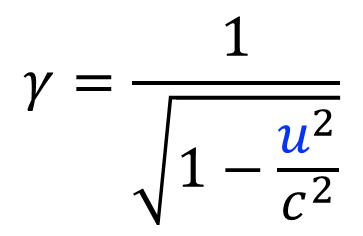 γ = 1 / √(1 − u² / c²)